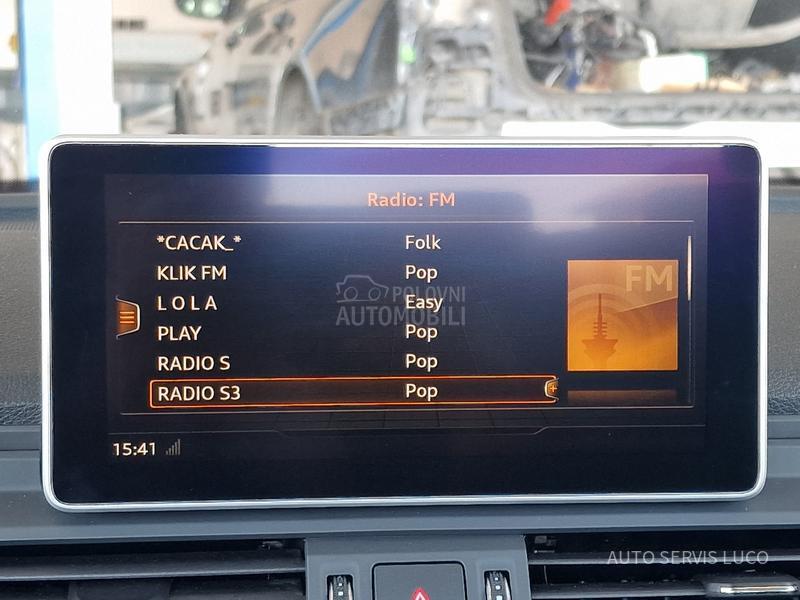 Radio: FM
*CACAK_* Folk
KLIK FM Pop
L O L A Easy
PLAY Pop
RADIO S Pop
RADIO S3 Pop
FM
POLOVNI
AUTOMOBILI
15:41
AUTO SERVIS LUCO